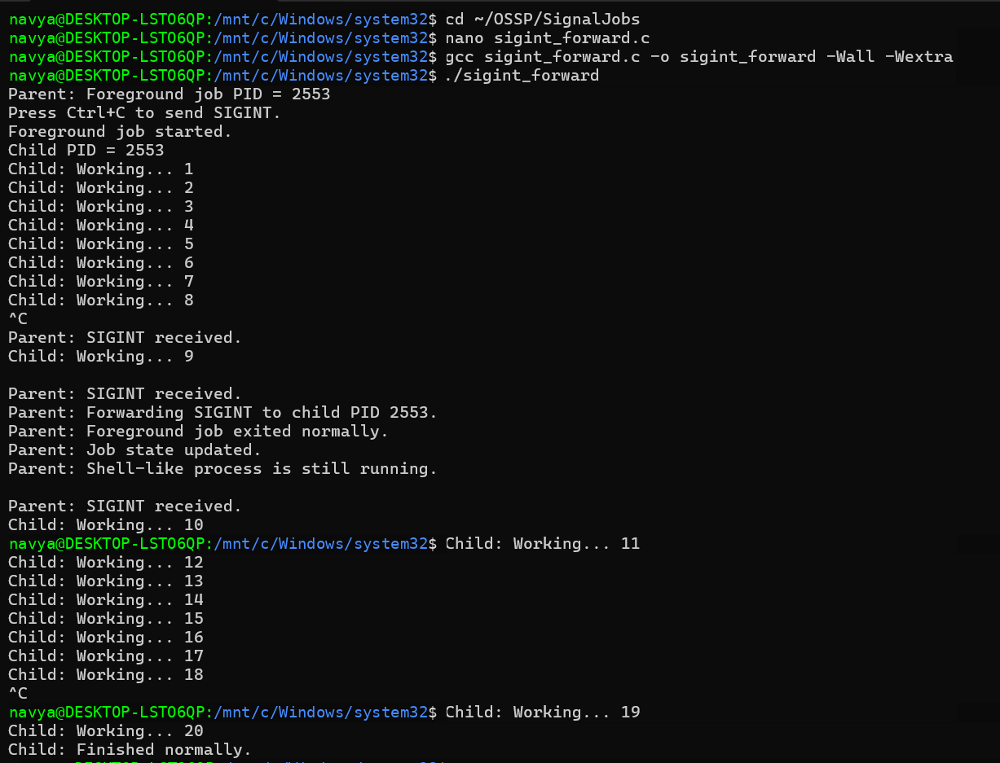 navya@DESKTOP-LSTO6QP:/mnt/c/Windows/system32$ cd ~/OSSP/SignalJobs
navya@DESKTOP-LSTO6QP:/mnt/c/Windows/system32$ nano sigint_forward.c
navya@DESKTOP-LSTO6QP:/mnt/c/Windows/system32$ gcc sigint_forward.c -o sigint_forward -Wall -Wextra
navya@DESKTOP-LSTO6QP:/mnt/c/Windows/system32$ ./sigint_forward
Parent: Foreground job PID = 2553
Press Ctrl+C to send SIGINT.
Foreground job started.
Child PID = 2553
Child: Working... 1
Child: Working... 2
Child: Working... 3
Child: Working... 4
Child: Working... 5
Child: Working... 6
Child: Working... 7
Child: Working... 8
^C
Parent: SIGINT received.
Child: Working... 9

Parent: SIGINT received.
Parent: Forwarding SIGINT to child PID 2553.
Parent: Foreground job exited normally.
Parent: Job state updated.
Parent: Shell-like process is still running.

Parent: SIGINT received.
Child: Working... 10
navya@DESKTOP-LSTO6QP:/mnt/c/Windows/system32$ Child: Working... 11
Child: Working... 12
Child: Working... 13
Child: Working... 14
Child: Working... 15
Child: Working... 16
Child: Working... 17
Child: Working... 18
^C
navya@DESKTOP-LSTO6QP:/mnt/c/Windows/system32$ Child: Working... 19
Child: Working... 20
Child: Finished normally.